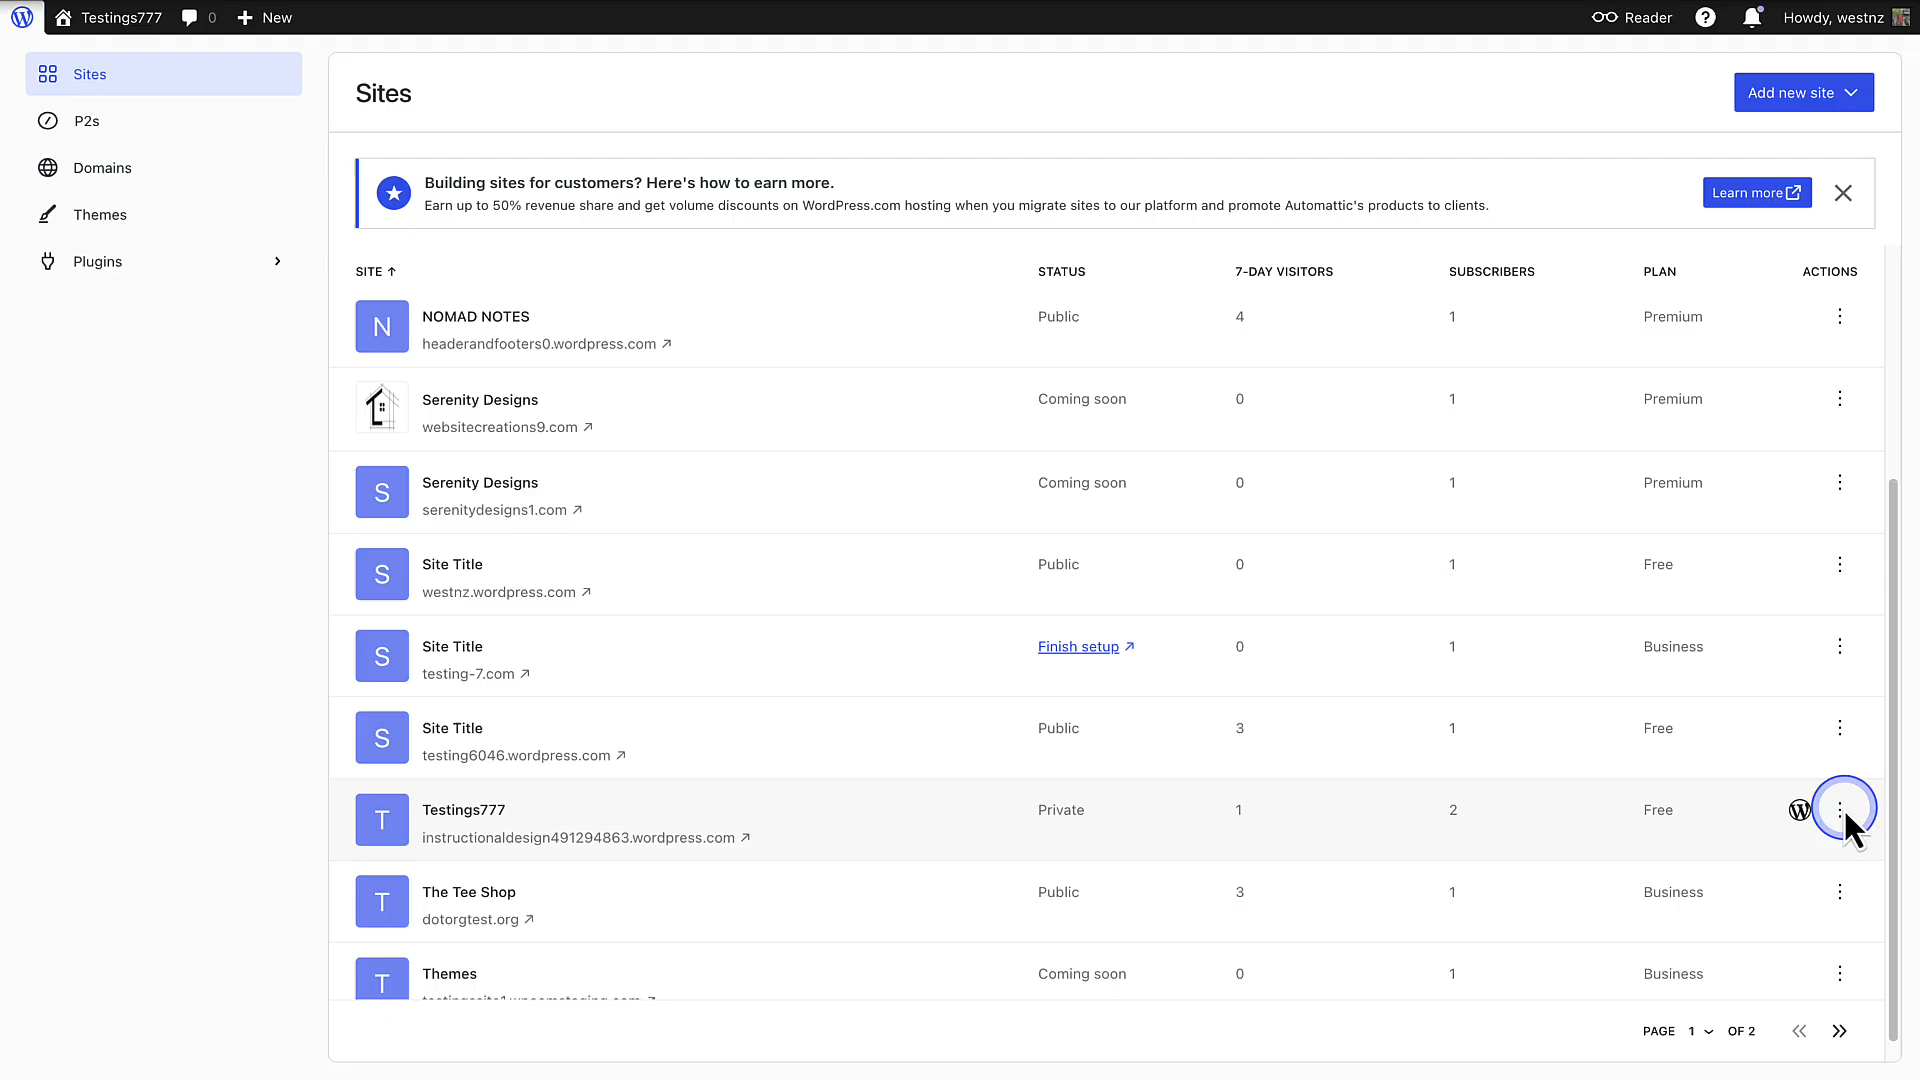 Testings777
0
New
Reader
Howdy, westnz
Sites
P2s
Domains
Themes
Plugins
Sites
Add new site
Building sites for customers? Here's how to earn more.
Earn up to 50% revenue share and get volume discounts on WordPress.com hosting when you migrate sites to our platform and promote Automattic's products to clients.
Learn more
SITE ↑ STATUS 7-DAY VISITORS SUBSCRIBERS PLAN ACTIONS
N
NOMAD NOTES Public 4 1 Premium
headerandfooters0.wordpress.com ↗
Serenity Designs Coming soon 0 1 Premium
websitecreations9.com ↗
S
Serenity Designs Coming soon 0 1 Premium
serenitydesigns1.com ↗
S
Site Title Public 0 1 Free
westnz.wordpress.com ↗
S
Site Title Finish setup ↗ 0 1 Business
testing-7.com ↗
S
Site Title Public 3 1 Free
testing6046.wordpress.com ↗
T
Testings777 Private 1 2 Free
instructionaldesign491294863.wordpress.com ↗
T
The Tee Shop Public 3 1 Business
dotorgtest.org ↗
T
Themes Coming soon 0 1 Business
PAGE 1 OF 2